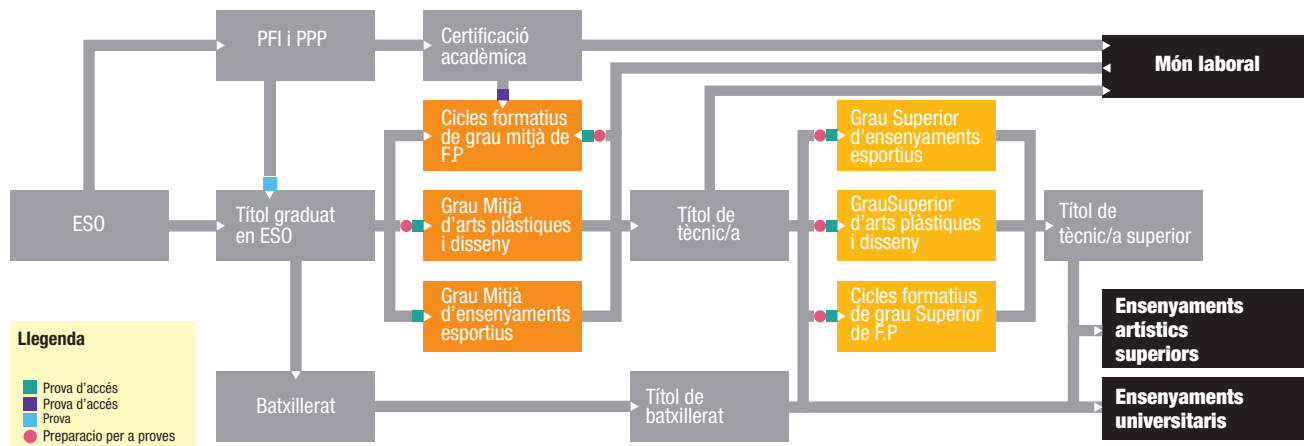 PFI i PPP
Certificació
acadèmica
Món laboral
Cicles formatius
de grau mitjà de
F.P
Grau Superior
d'ensenyaments
esportius
ESO
Títol graduat
en ESO
Grau Mitjà
d'arts plàstiques
i disseny
Títol de
tècnic/a
GrauSuperior
d'arts plàstiques
i disseny
Títol de
tècnic/a superior
Grau Mitjà
d'ensenyaments
esportius
Cicles formatius
de grau Superior
de F.P
Ensenyaments
artístics
superiors
Batxillerat
Títol de
batxillerat
Ensenyaments
universitaris
Llegenda
Prova d'accés
Prova d'accés
Prova
Preparacio per a proves